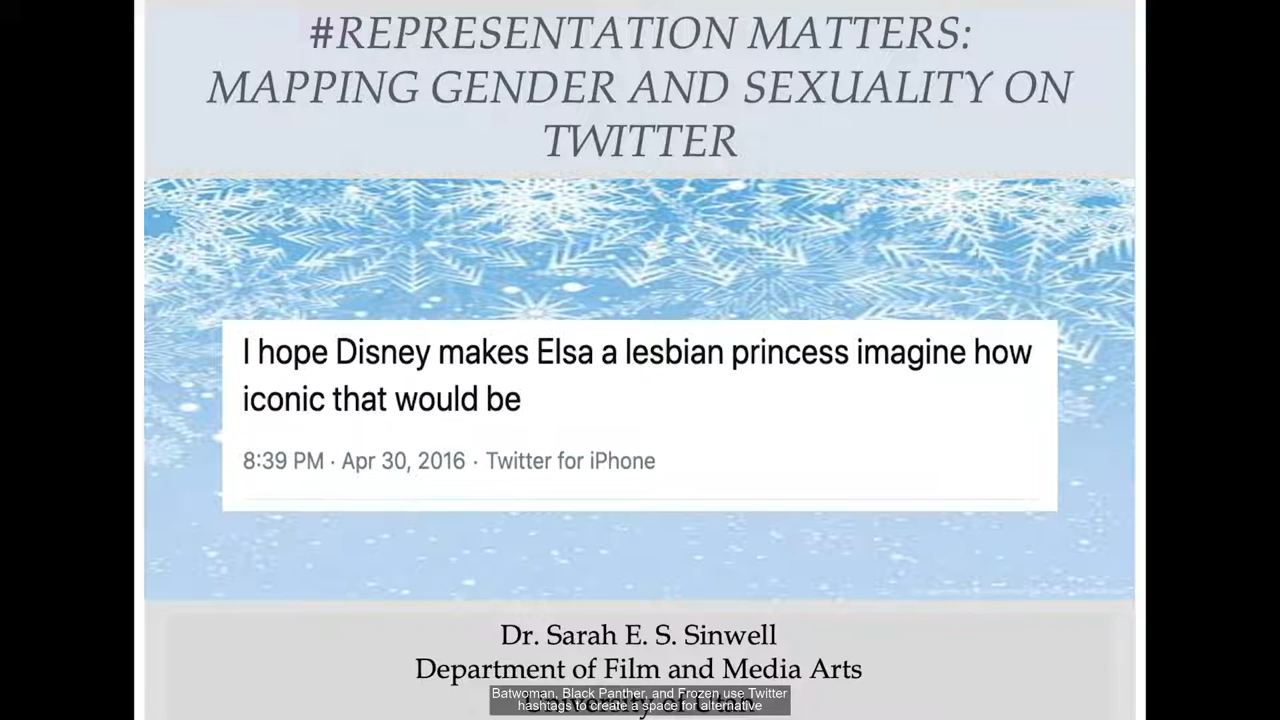 #REPRESENTATION MATTERS:
MAPPING GENDER AND SEXUALITY ON
TWITTER
I hope Disney makes Elsa a lesbian princess imagine how
iconic that would be
8:39 PM · Apr 30, 2016 · Twitter for iPhone
Dr. Sarah E. S. Sinwell
Department of Film and Media Arts
Batwoman, Black Panther, and Frozen use Twitter
hashtags to create a space for alternative